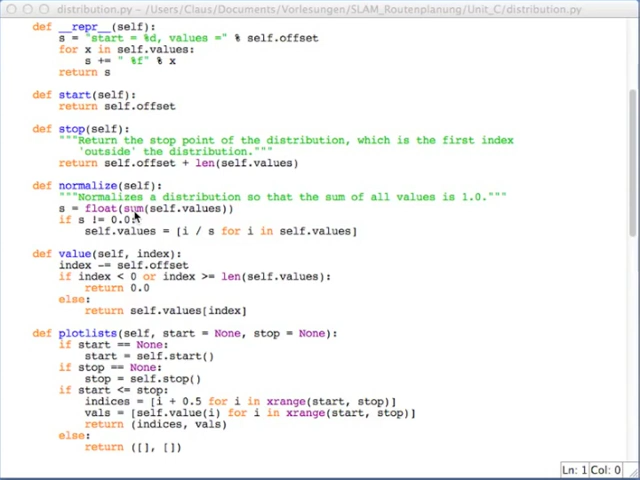 distribution.py - /Users/Claus/Documents/Vorlesungen/SLAM_Routenplanung/Unit_C/distribution.py
def __repr__(self):
s = "start = %d, values =" % self.offset
for x in self.values:
s += " %f" % x
return s
def start(self):
return self.offset
def stop(self):
"""Return the stop point of the distribution, which is the first index
'outside' the distribution."""
return self.offset + len(self.values)
def normalize(self):
"""Normalizes a distribution so that the sum of all values is 1.0."""
s = float(sum(self.values))
if s != 0.0:
self.values = [i / s for i in self.values]
def value(self, index):
index -= self.offset
if index < 0 or index >= len(self.values):
return 0.0
else:
return self.values[index]
def plotlists(self, start = None, stop = None):
if start == None:
start = self.start()
if stop == None:
stop = self.stop()
if start <= stop:
indices = [i + 0.5 for i in xrange(start, stop)]
vals = [self.value(i) for i in xrange(start, stop)]
return (indices, vals)
else:
return ([], [])
Ln: 1 Col: 0